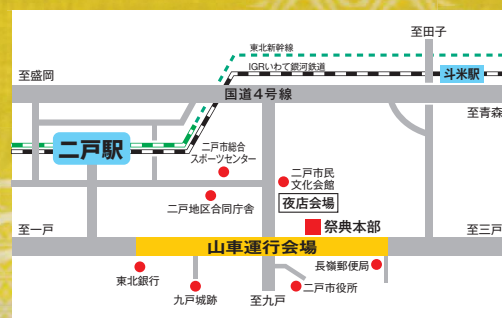 至田子
東北新幹線
IGRいわて銀河鉄道
至盛岡
斗米駅
国道4号線
至青森
二戸駅
二戸市総合
スポーツセンター
二戸市民
文化会館
夜店会場
二戸地区合同庁舎
祭典本部
至一戸
至三戸
山車運行会場
東北銀行
長嶺郵便局
九戸城跡
至九戸
二戸市役所